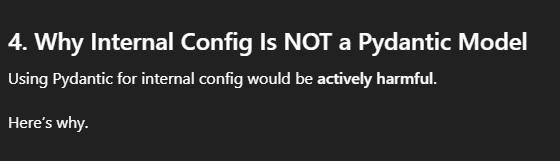 4. Why Internal Config Is NOT a Pydantic Model
Using Pydantic for internal config would be actively harmful.
Here's why.